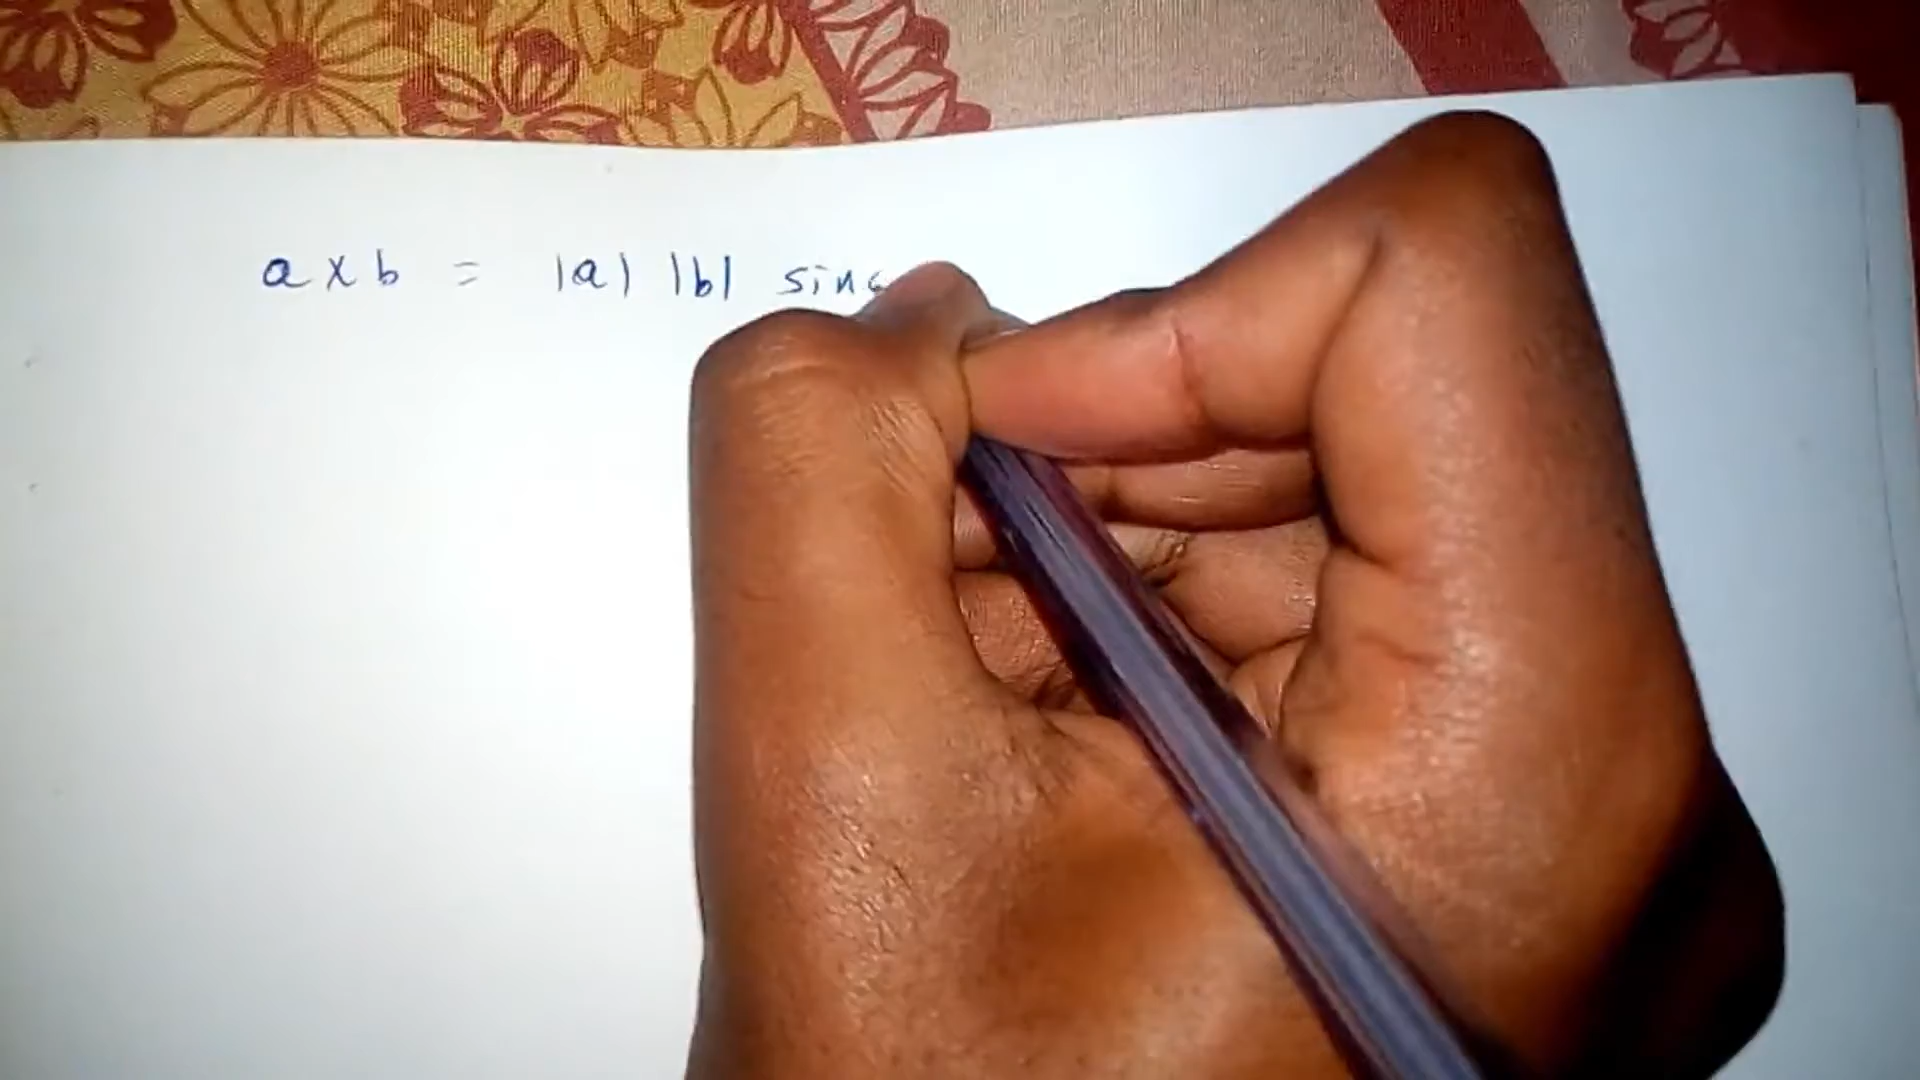 a x b = |a| |b| sin